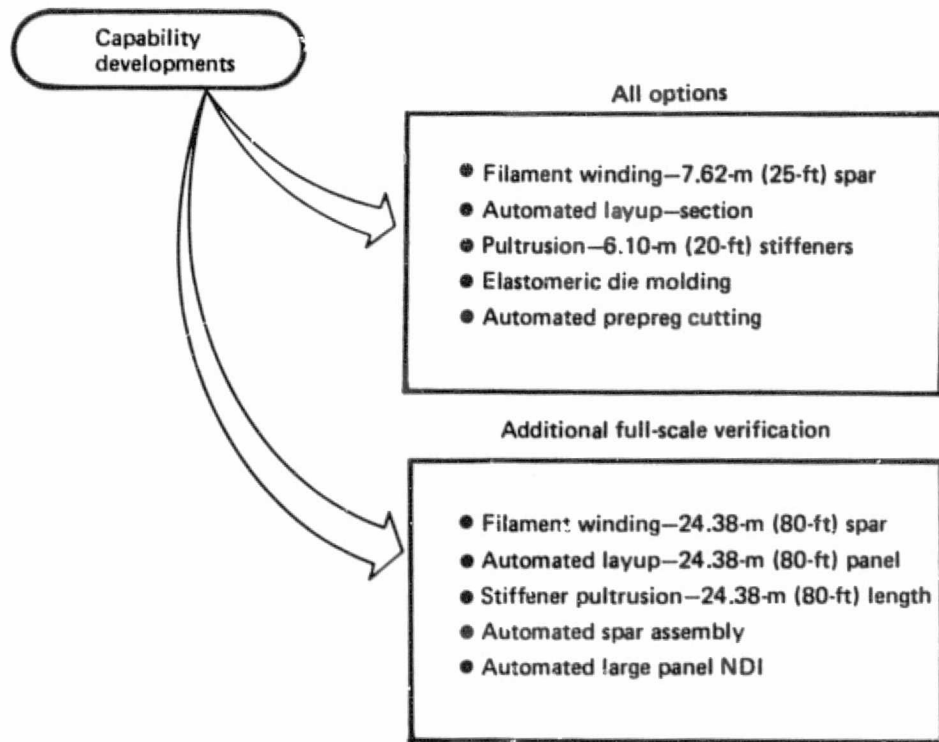 Capability
developments
All options
● Filament winding—7.62-m (25-ft) spar
● Automated layup—section
● Pultrusion—6.10-m (20-ft) stiffeners
● Elastomeric die molding
● Automated prepreg cutting
Additional full-scale verification
● Filament winding—24.38-m (80-ft) spar
● Automated layup—24.38-m (80-ft) panel
● Stiffener pultrusion—24.38-m (80-ft) length
● Automated spar assembly
● Automated large panel NDI